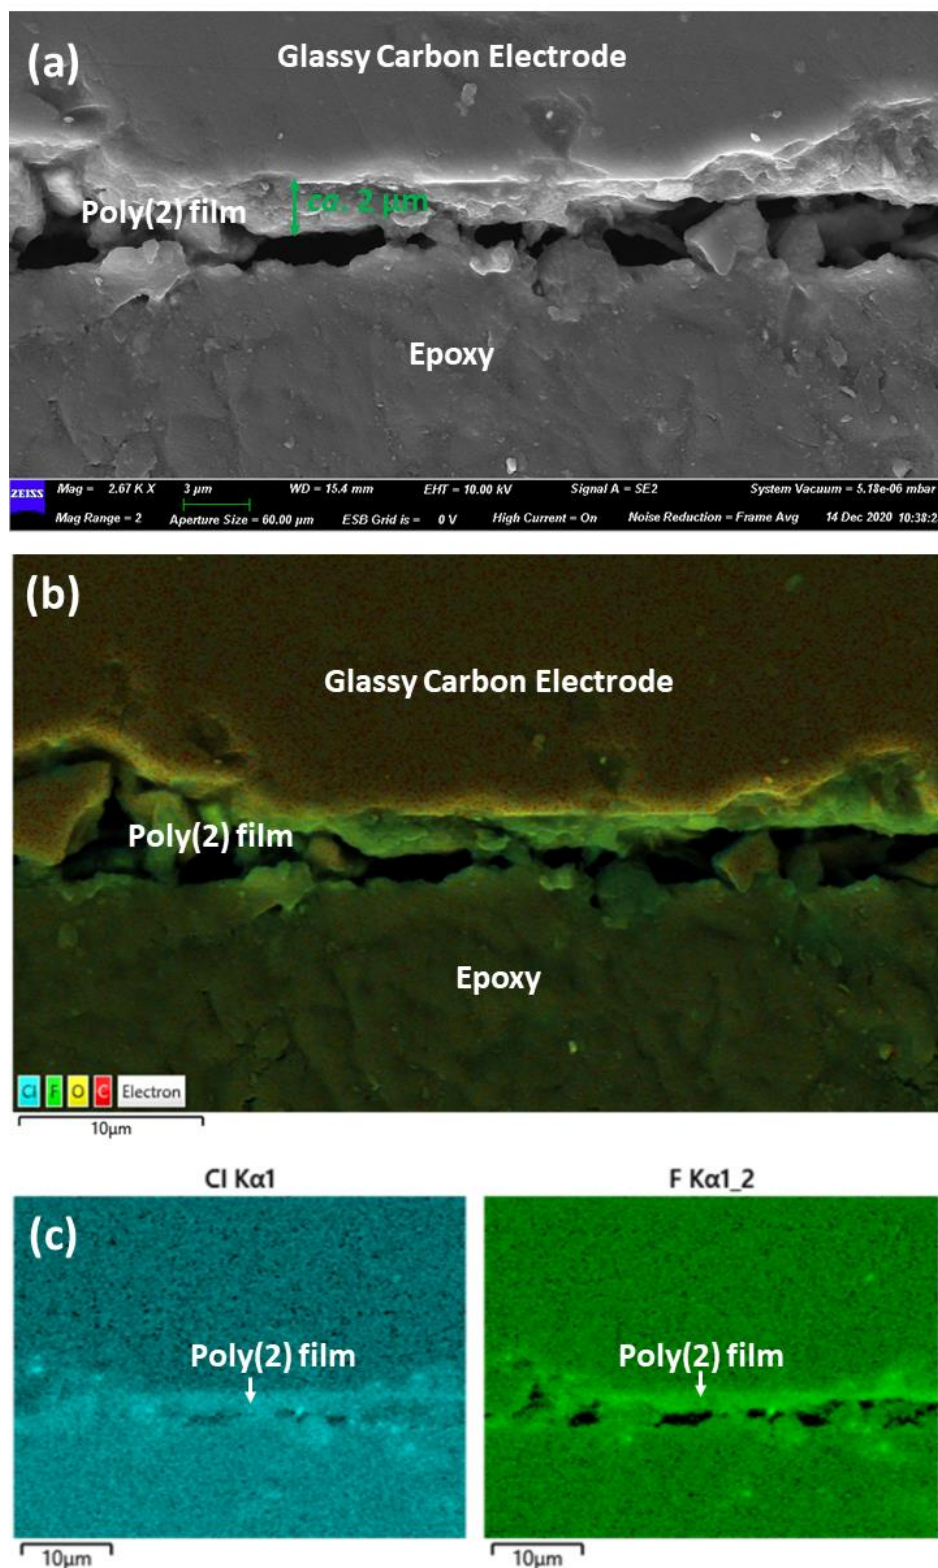 (a)
Glassy Carbon Electrode
ca. 2 μm
Poly(2) film
Epoxy
ZEISS
Mag = 2.67 K X 3 μm WD = 15.4 mm EHT = 10.00 kV Signal A = SE2 System Vacuum = 5.18e-06 mbar
Mag Range = 2 Aperture Size = 60.00 μm ESB Grid is = 0 V High Current = On Noise Reduction = Frame Avg 14 Dec 2020 10:38:2
(b)
Glassy Carbon Electrode
Poly(2) film
Epoxy
Cl F O C Electron
10μm
Cl Kα1 F Kα1_2
(c)
Poly(2) film Poly(2) film
10μm 10μm